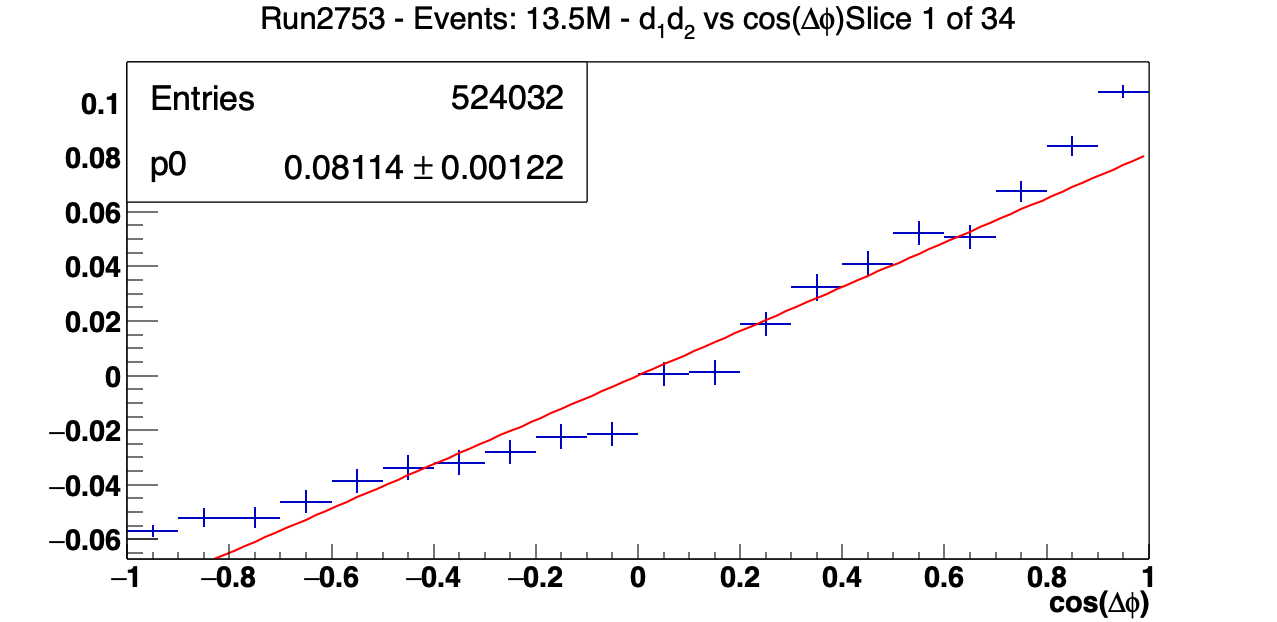 Run2753 - Events: 13.5M - d₁d₂ vs cos(Δϕ)Slice 1 of 34
Entries 524032
p0 0.08114 ± 0.00122
0.1
0.08
0.06
0.04
0.02
0
−0.02
−0.04
−0.06
−1 −0.8 −0.6 −0.4 −0.2 0 0.2 0.4 0.6 0.8 1
cos(Δϕ)